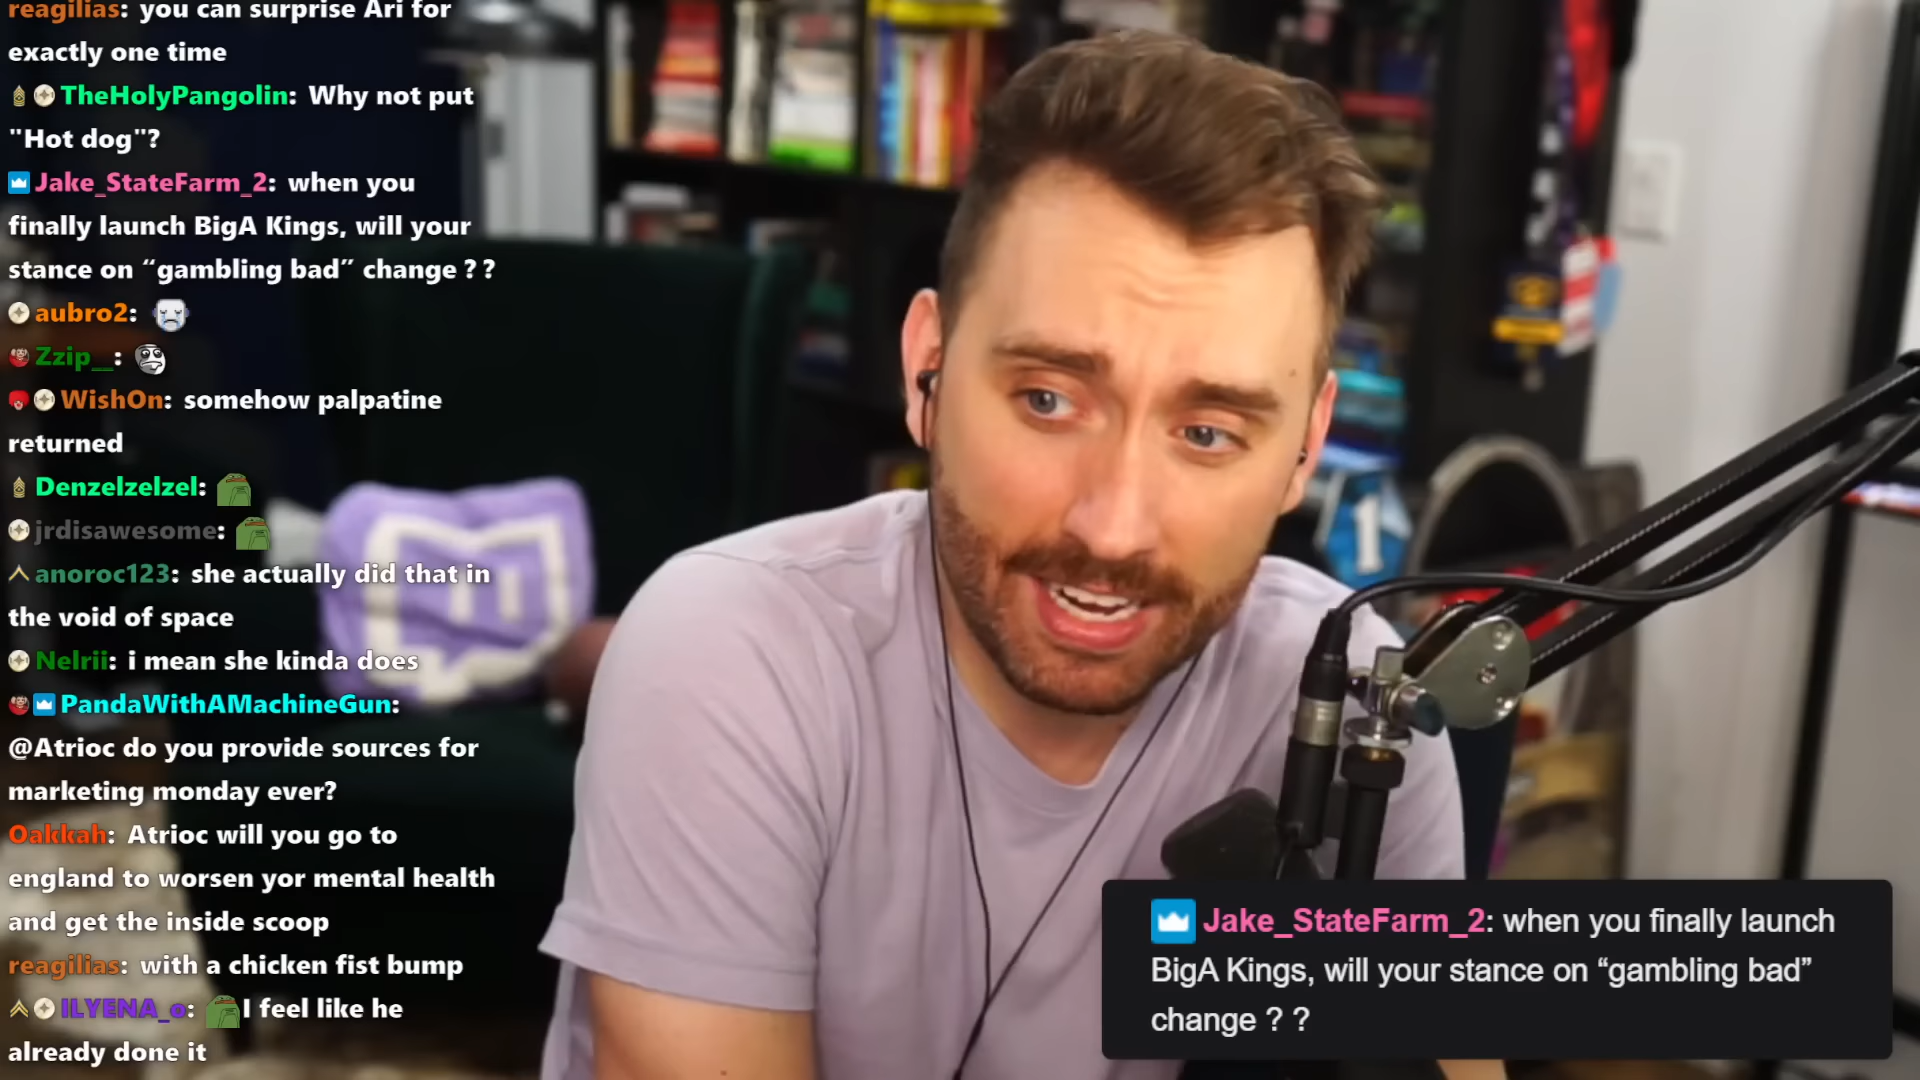 reagilias: you can surprise Ari for
exactly one time
TheHolyPangolin: Why not put
"Hot dog"?
Jake_StateFarm_2: when you
finally launch BigA Kings, will your
stance on “gambling bad” change ? ?
aubro2:
Zzip__:
WishOn: somehow palpatine
returned
Denzelzelzel:
jrdisawesome:
anoroc123: she actually did that in
the void of space
Nelrii: i mean she kinda does
PandaWithAMachineGun:
@Atrioc do you provide sources for
marketing monday ever?
Oakkah: Atrioc will you go to
england to worsen yor mental health
and get the inside scoop
reagilias: with a chicken fist bump
ILYENA_o: I feel like he
already done it
1
Jake_StateFarm_2: when you finally launch
BigA Kings, will your stance on “gambling bad”
change ? ?